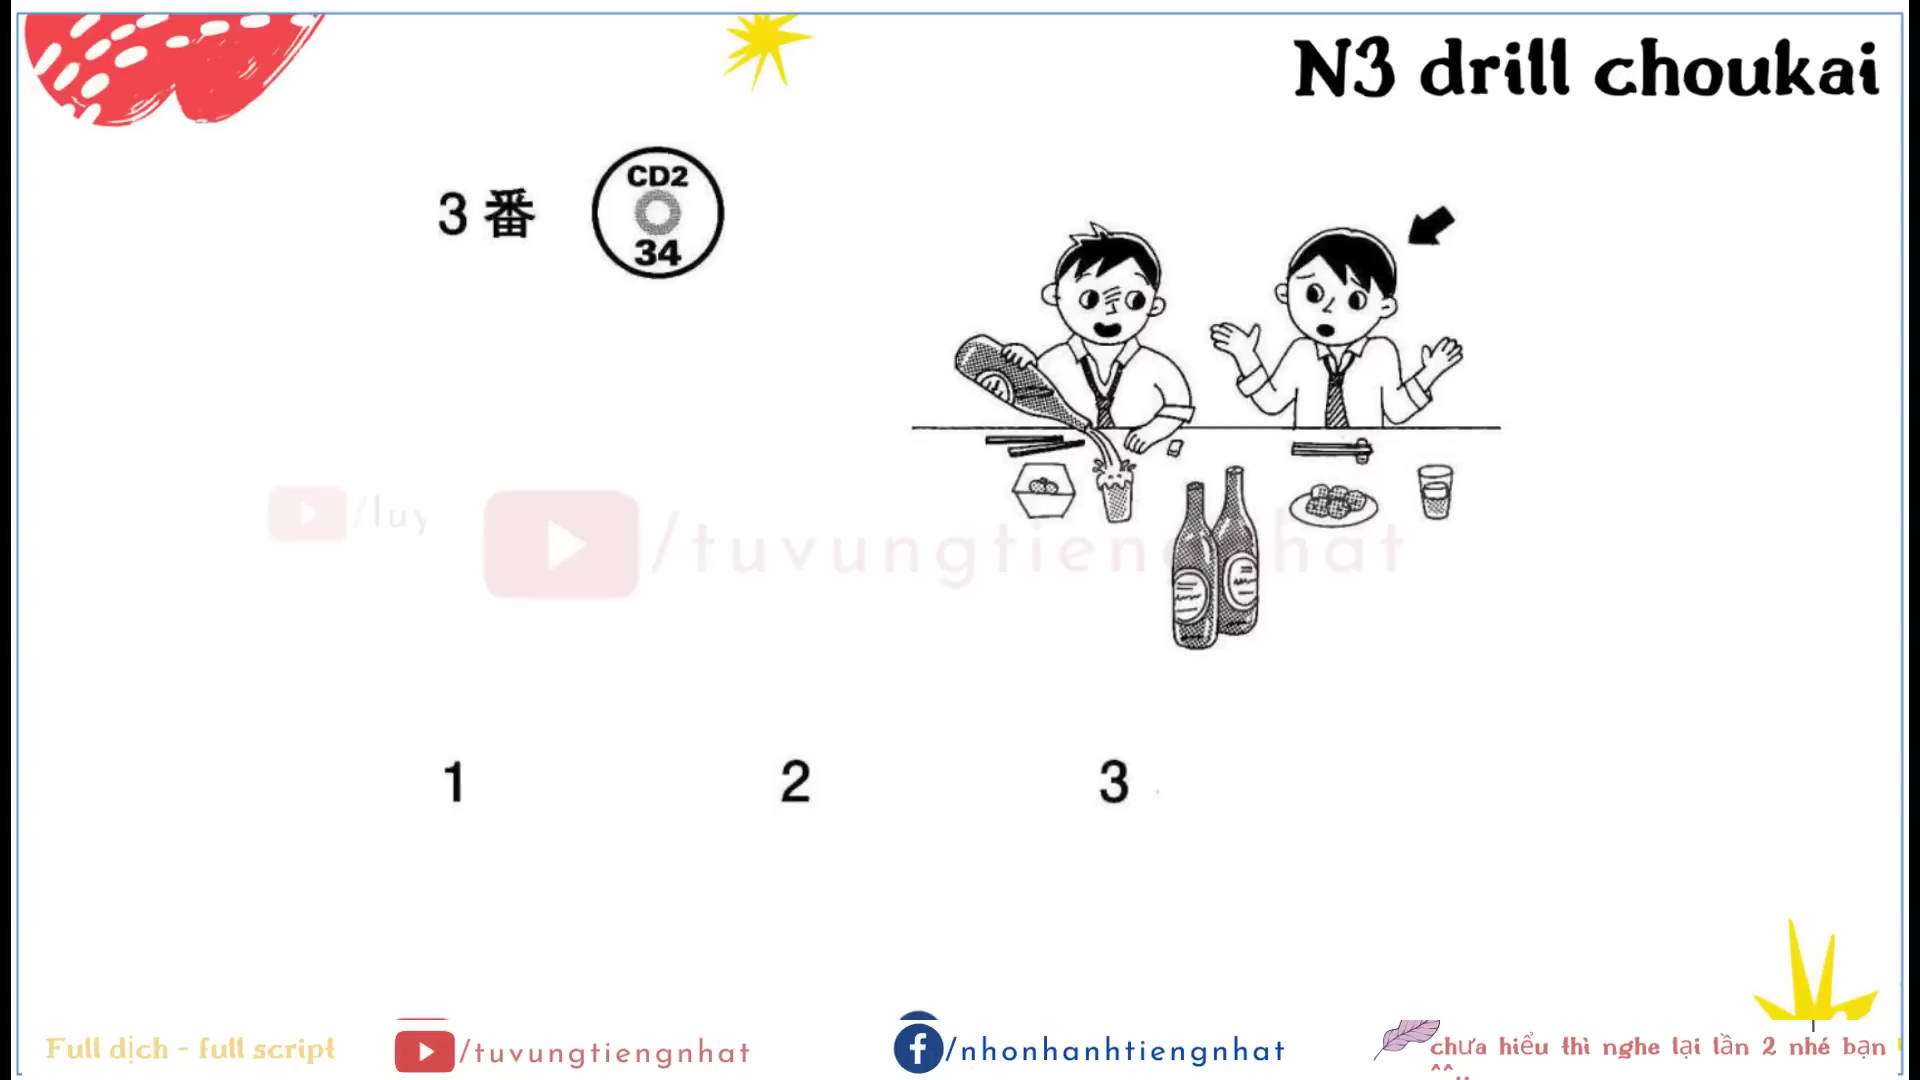 N3 drill choukai
3番
CD2
34
/luy
/tuvungtiengnhat
1 2 3
Full dịch - full script
/tuvungtiengnhat
/nhonhanhtiengnhat
chưa hiểu thì nghe lại lần 2 nhé bạn
^^